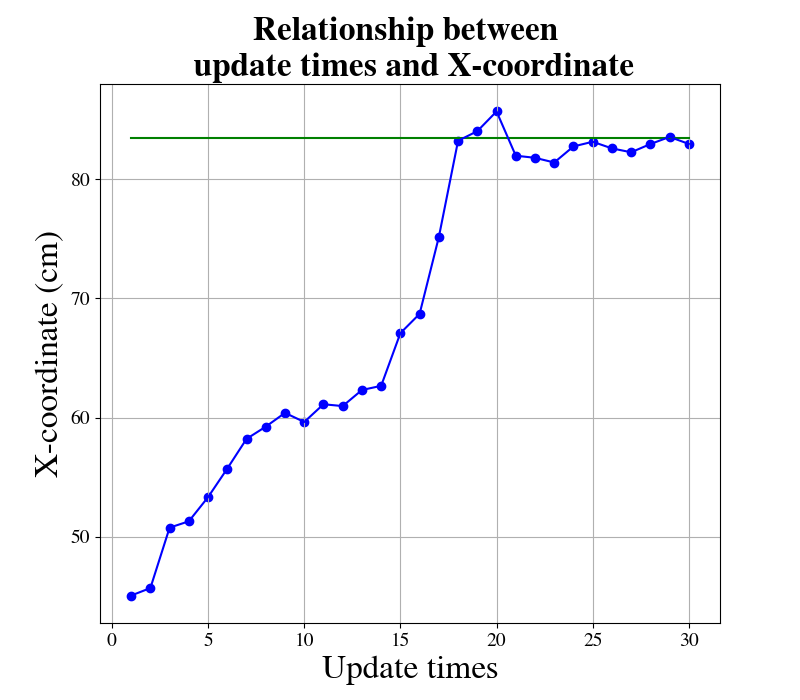 Relationship between
update times and X-coordinate
X-coordinate (cm)
80
70
60
50
0 5 10 15 20 25 30
Update times